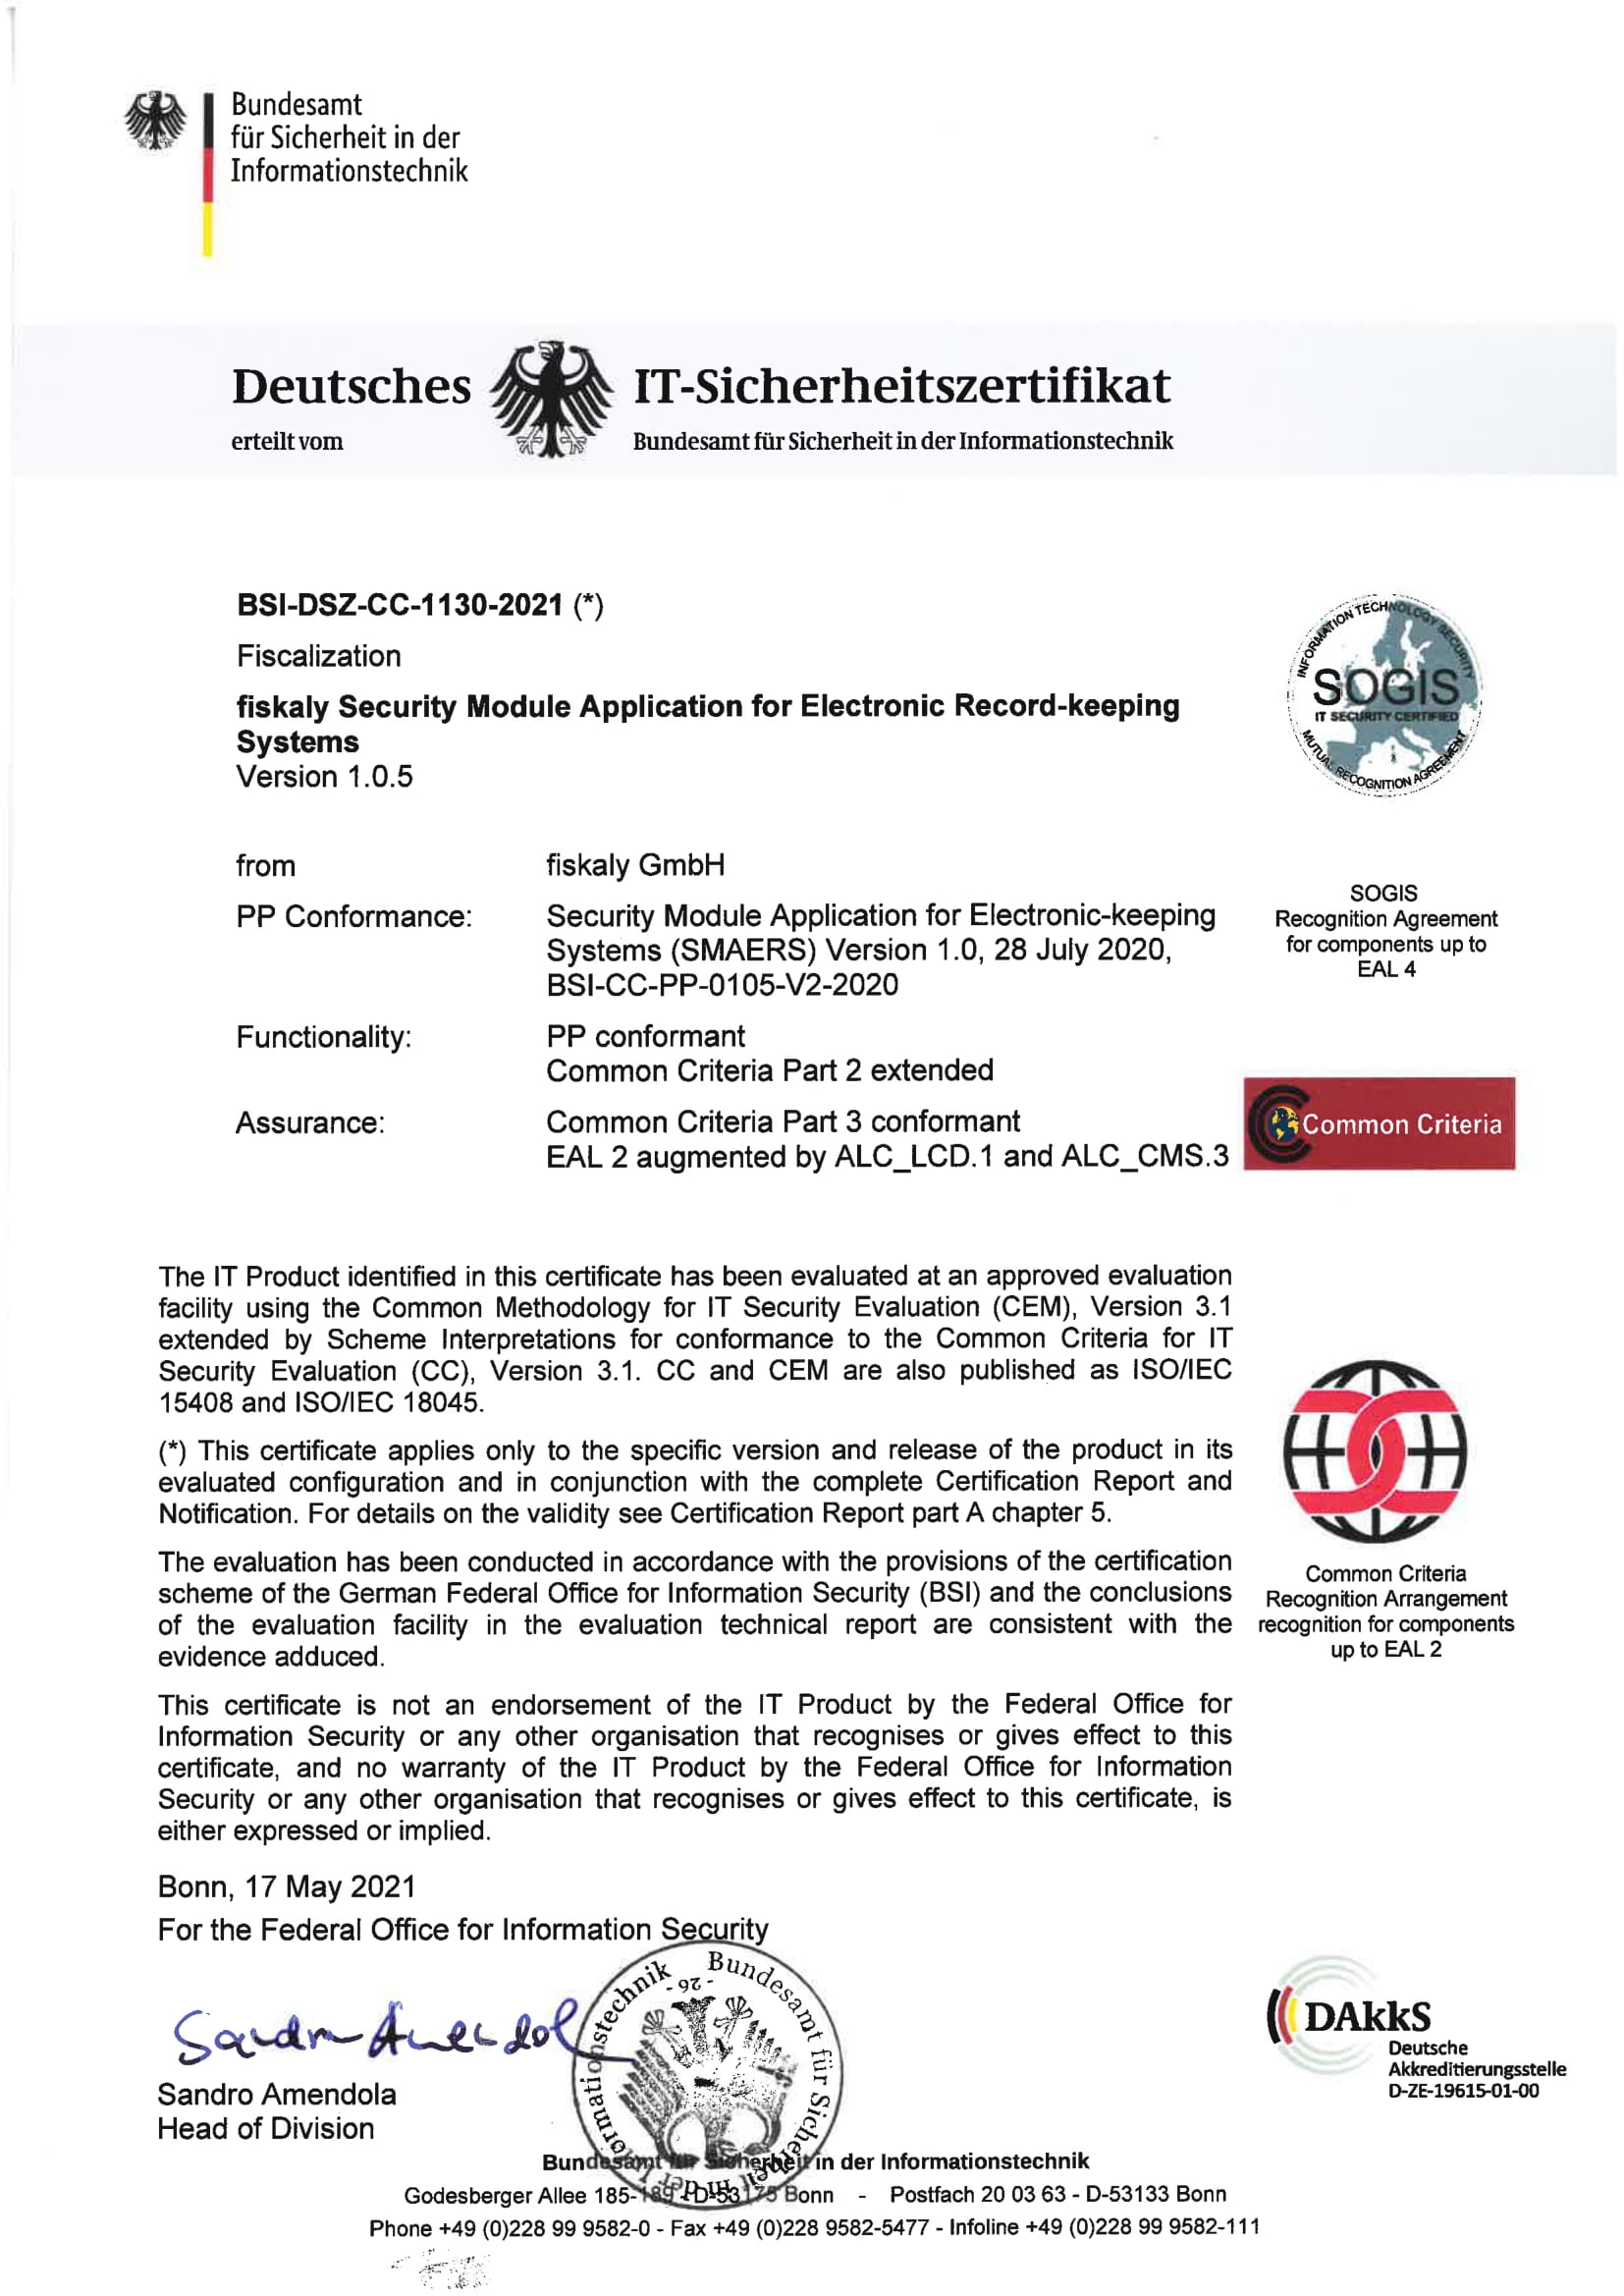 Bundesamt
für Sicherheit in der
Informationstechnik
Deutsches IT-Sicherheitszertifikat
erteilt vom Bundesamt für Sicherheit in der Informationstechnik
BSI-DSZ-CC-1130-2021 (*)
Fiscalization
fiskaly Security Module Application for Electronic Record-keeping
Systems
Version 1.0.5
INFORMATION TECHNOLOGY SECURITY
SOGIS
IT SECURITY CERTIFIED
MUTUAL RECOGNITION AGREEMENT
from fiskaly GmbH
PP Conformance: Security Module Application for Electronic-keeping
Systems (SMAERS) Version 1.0, 28 July 2020,
BSI-CC-PP-0105-V2-2020
SOGIS
Recognition Agreement
for components up to
EAL 4
Functionality: PP conformant
Common Criteria Part 2 extended
Assurance: Common Criteria Part 3 conformant
EAL 2 augmented by ALC_LCD.1 and ALC_CMS.3
Common Criteria
The IT Product identified in this certificate has been evaluated at an approved evaluation
facility using the Common Methodology for IT Security Evaluation (CEM), Version 3.1
extended by Scheme Interpretations for conformance to the Common Criteria for IT
Security Evaluation (CC), Version 3.1. CC and CEM are also published as ISO/IEC
15408 and ISO/IEC 18045.
(*) This certificate applies only to the specific version and release of the product in its
evaluated configuration and in conjunction with the complete Certification Report and
Notification. For details on the validity see Certification Report part A chapter 5.
The evaluation has been conducted in accordance with the provisions of the certification
scheme of the German Federal Office for Information Security (BSI) and the conclusions
of the evaluation facility in the evaluation technical report are consistent with the
evidence adduced.
Common Criteria
Recognition Arrangement
recognition for components
up to EAL 2
This certificate is not an endorsement of the IT Product by the Federal Office for
Information Security or any other organisation that recognises or gives effect to this
certificate, and no warranty of the IT Product by the Federal Office for Information
Security or any other organisation that recognises or gives effect to this certificate, is
either expressed or implied.
Bonn, 17 May 2021
For the Federal Office for Information Security
Bundesamt für Sicherheit in der Informationstechnik
- 26 -
Sandro Amendola
Sandro Amendola
Head of Division
DAkkS
Deutsche
Akkreditierungsstelle
D-ZE-19615-01-00
Bundesamt für Sicherheit in der Informationstechnik
Godesberger Allee 185-189 - D-53175 Bonn - Postfach 20 03 63 - D-53133 Bonn
Phone +49 (0)228 99 9582-0 - Fax +49 (0)228 9582-5477 - Infoline +49 (0)228 99 9582-111